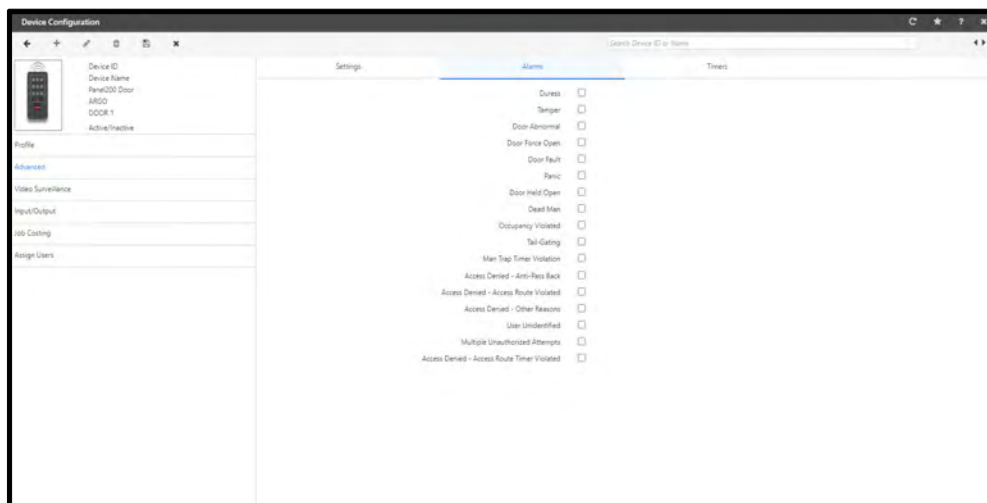 Device Configuration
?
Search Device ID or Name
Device ID
Device Name
Panel200 Door
ARGO
DOOR 1
Active/Inactive
Profile
Advanced
Video Surveillance
Input/Output
Job Costing
Assign Users
Settings
Alarms
Timers
Duress
Tamper
Door Abnormal
Door Force Open
Door Fault
Panic
Door Held Open
Dead Man
Occupancy Violated
Tail-Gating
Man Trap Timer Violation
Access Denied - Anti-Pass Back
Access Denied - Access Route Violated
Access Denied - Other Reasons
User Unidentified
Multiple Unauthorized Attempts
Access Denied - Access Route Timer Violated